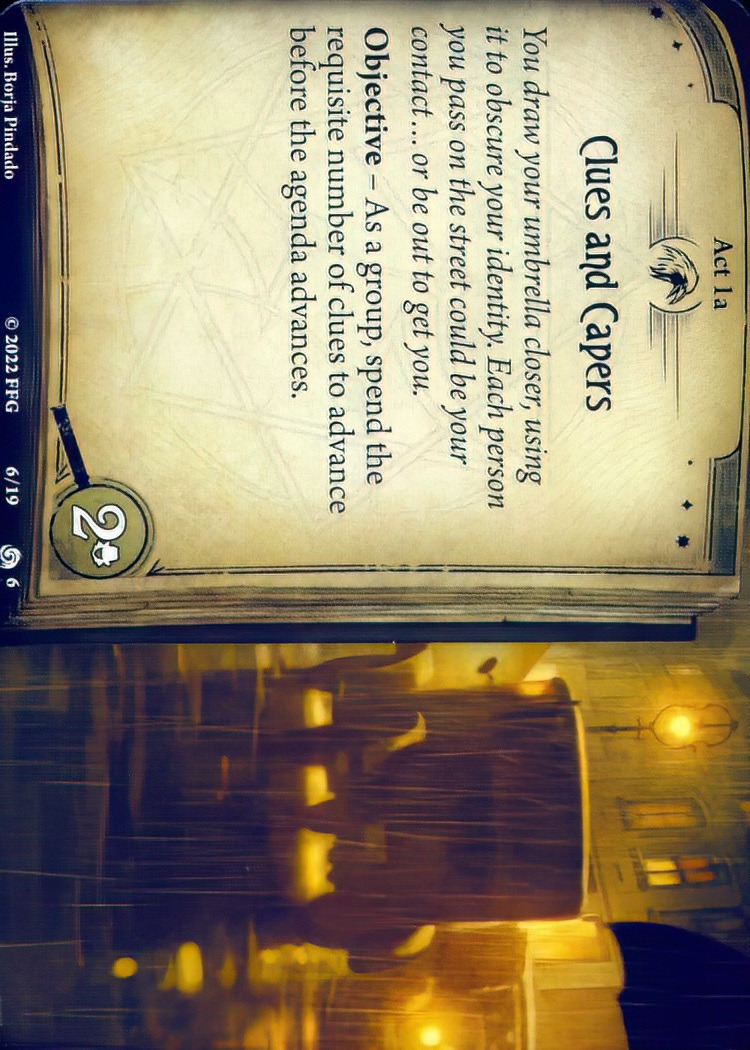 Act 1a
Clues and Capers
You draw your umbrella closer, using
it to obscure your identity. Each person
you pass on the street could be your
contact… or be out to get you.
Objective – As a group, spend the
requisite number of clues to advance
before the agenda advances.
2
Illus. Borja Pindado © 2022 FFG 6/19 6